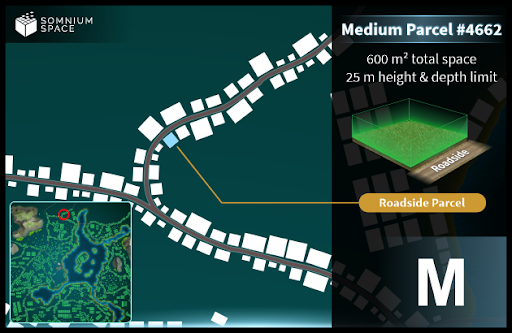 SOMNIUM
SPACE
Medium Parcel #4662
600 m² total space
25 m height & depth limit
Roadside
Roadside Parcel
M